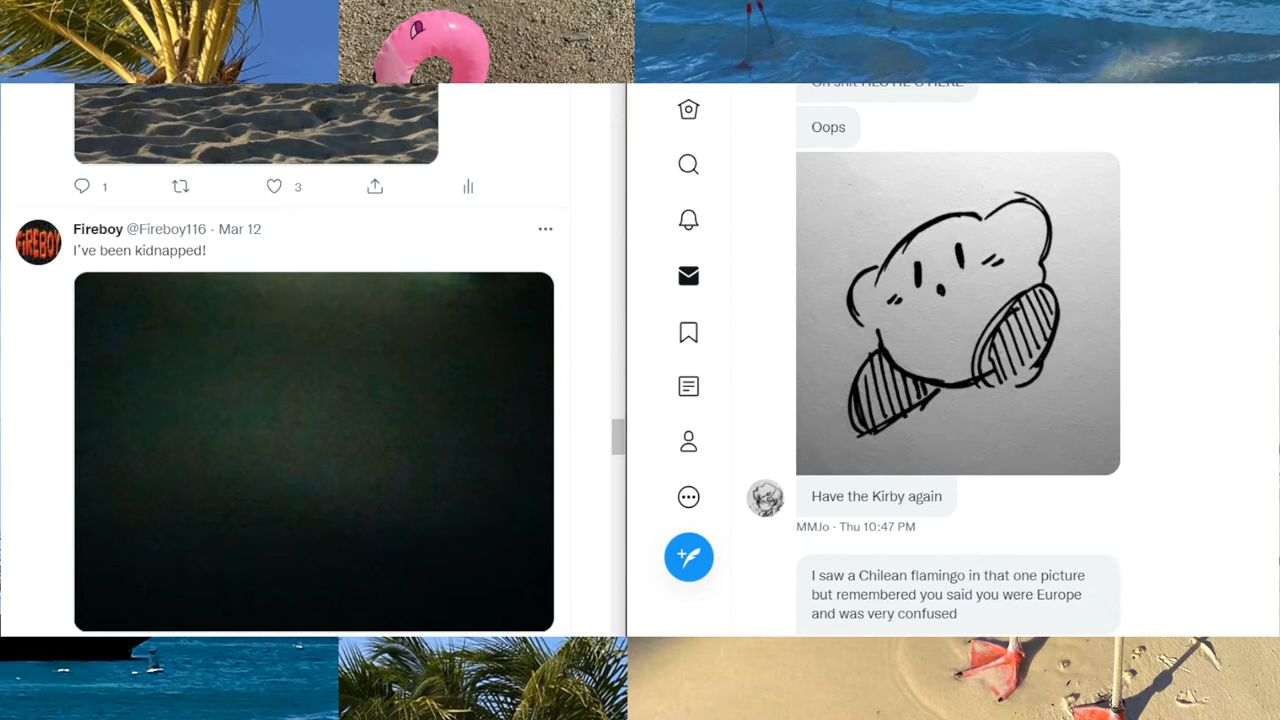 1
3
FIREBOY
Fireboy @Fireboy116 · Mar 12
I've been kidnapped!
Oops
Have the Kirby again
MMJo · Thu 10:47 PM
I saw a Chilean flamingo in that one picture
but remembered you said you were Europe
and was very confused